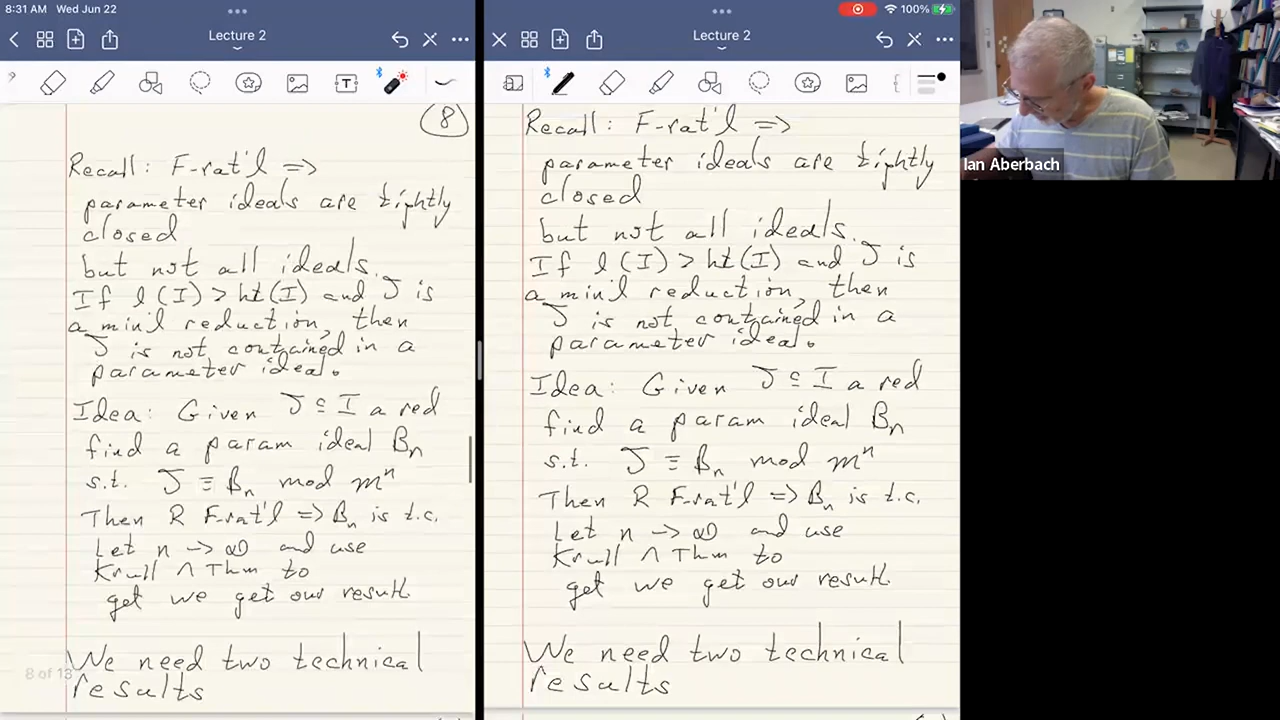 8:31 AM Wed Jun 22
100%
Lecture 2
Lecture 2
T
8
Recall: F-rat'l =>
parameter ideals are tightly
closed
but not all ideals.
If l(I) > ht(I) and J is
a min'l reduction, then
J is not contained in a
parameter ideal.
Idea: Given J ⊆ I a red
find a param ideal Bn
s.t. J ≡ Bn mod m^n
Then R F-rat'l => Bn is t.c.
Let n -> ∞ and use
Krull ∩ Thm to
get we get our result.
We need two technical
results
8 of 13
Recall: F-rat'l =>
parameter ideals are tightly
closed
but not all ideals.
If l(I) > ht(I) and J is
a min'l reduction, then
J is not contained in a
parameter ideal.
Idea: Given J ⊆ I a red
find a param ideal Bn
s.t. J ≡ Bn mod m^n
Then R F-rat'l => Bn is t.c.
Let n -> ∞ and use
Krull ∩ Thm to
get we get our result.
We need two technical
results
Ian Aberbach